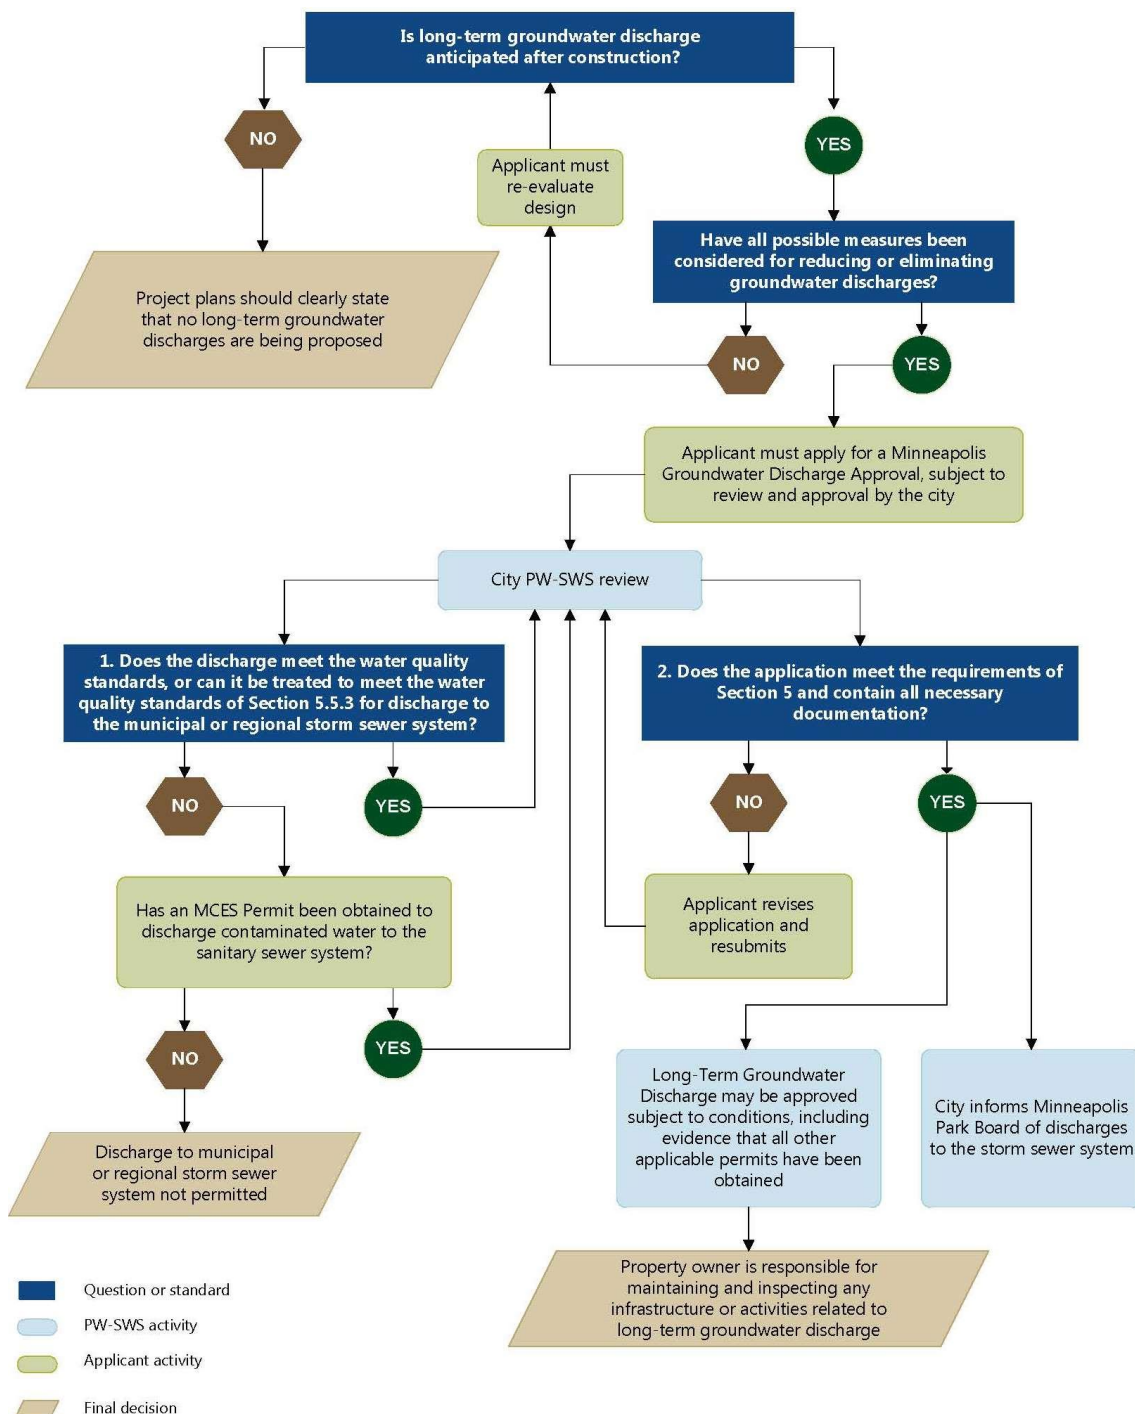 Is long-term groundwater discharge
anticipated after construction?
NO
YES
Applicant must
re-evaluate
design
Have all possible measures been
considered for reducing or eliminating
groundwater discharges?
Project plans should clearly state
that no long-term groundwater
discharges are being proposed
NO
YES
Applicant must apply for a Minneapolis
Groundwater Discharge Approval, subject to
review and approval by the city
City PW-SWS review
1. Does the discharge meet the water quality
standards, or can it be treated to meet the water
quality standards of Section 5.5.3 for discharge to
the municipal or regional storm sewer system?
2. Does the application meet the requirements of
Section 5 and contain all necessary
documentation?
NO
YES
NO
YES
Has an MCES Permit been obtained to
discharge contaminated water to the
sanitary sewer system?
Applicant revises
application and
resubmits
NO
YES
Long-Term Groundwater
Discharge may be approved
subject to conditions, including
evidence that all other
applicable permits have been
obtained
City informs Minneapolis
Park Board of discharges
to the storm sewer system
Discharge to municipal
or regional storm sewer
system not permitted
Property owner is responsible for
maintaining and inspecting any
infrastructure or activities related to
long-term groundwater discharge
Question or standard
PW-SWS activity
Applicant activity
Final decision